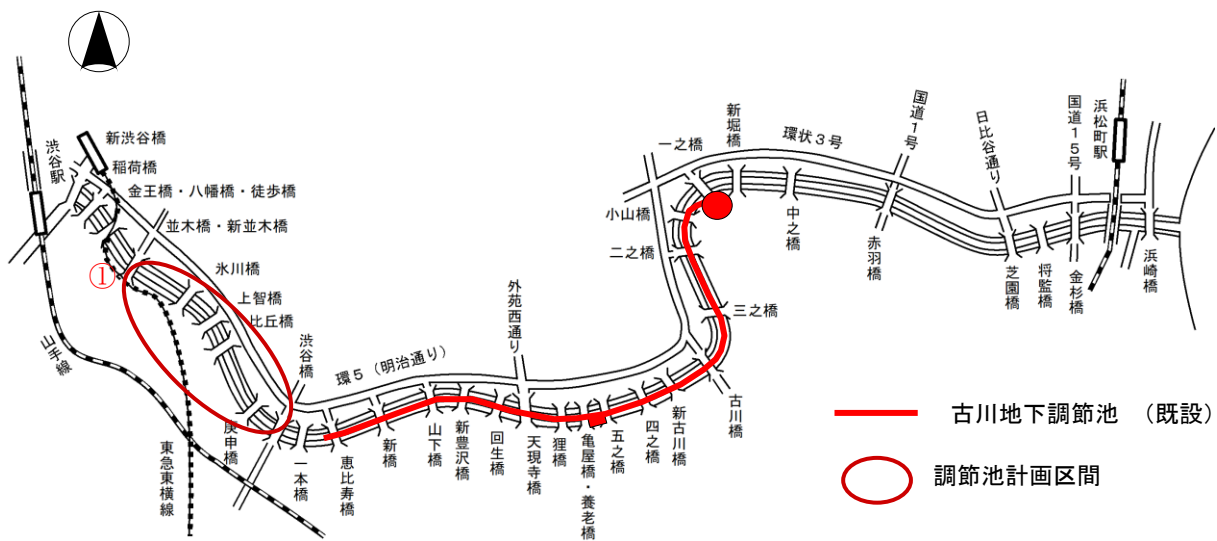 渋谷駅
新渋谷橋
稲荷橋
金王橋・八幡橋・徒歩橋
並木橋・新並木橋
①
氷川橋
上智橋
比丘橋
渋谷橋
山手線
東急東横線
庚申橋
一本橋
恵比寿橋
新橋
山下橋
新豊沢橋
回生橋
天現寺橋
狸橋
亀屋橋・養老橋
五之橋
四之橋
新古川橋
古川橋
環5(明治通り)
外苑西通り
三之橋
二之橋
小山橋
一之橋
新堀橋
環状3号
中之橋
国道1号
赤羽橋
日比谷通り
芝園橋
将監橋
国道15号
金杉橋
浜松町駅
浜崎橋
古川地下調節池 (既設)
調節池計画区間